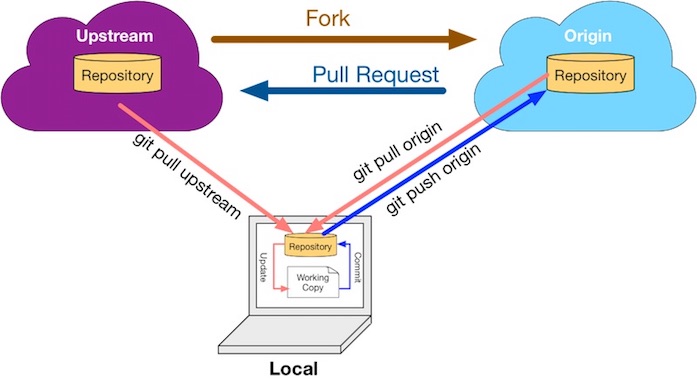 Upstream
Repository
Fork
Pull Request
Origin
Repository
git pull upstream
git pull origin
git push origin
Repository
Update
Working
Copy
Commit
Local